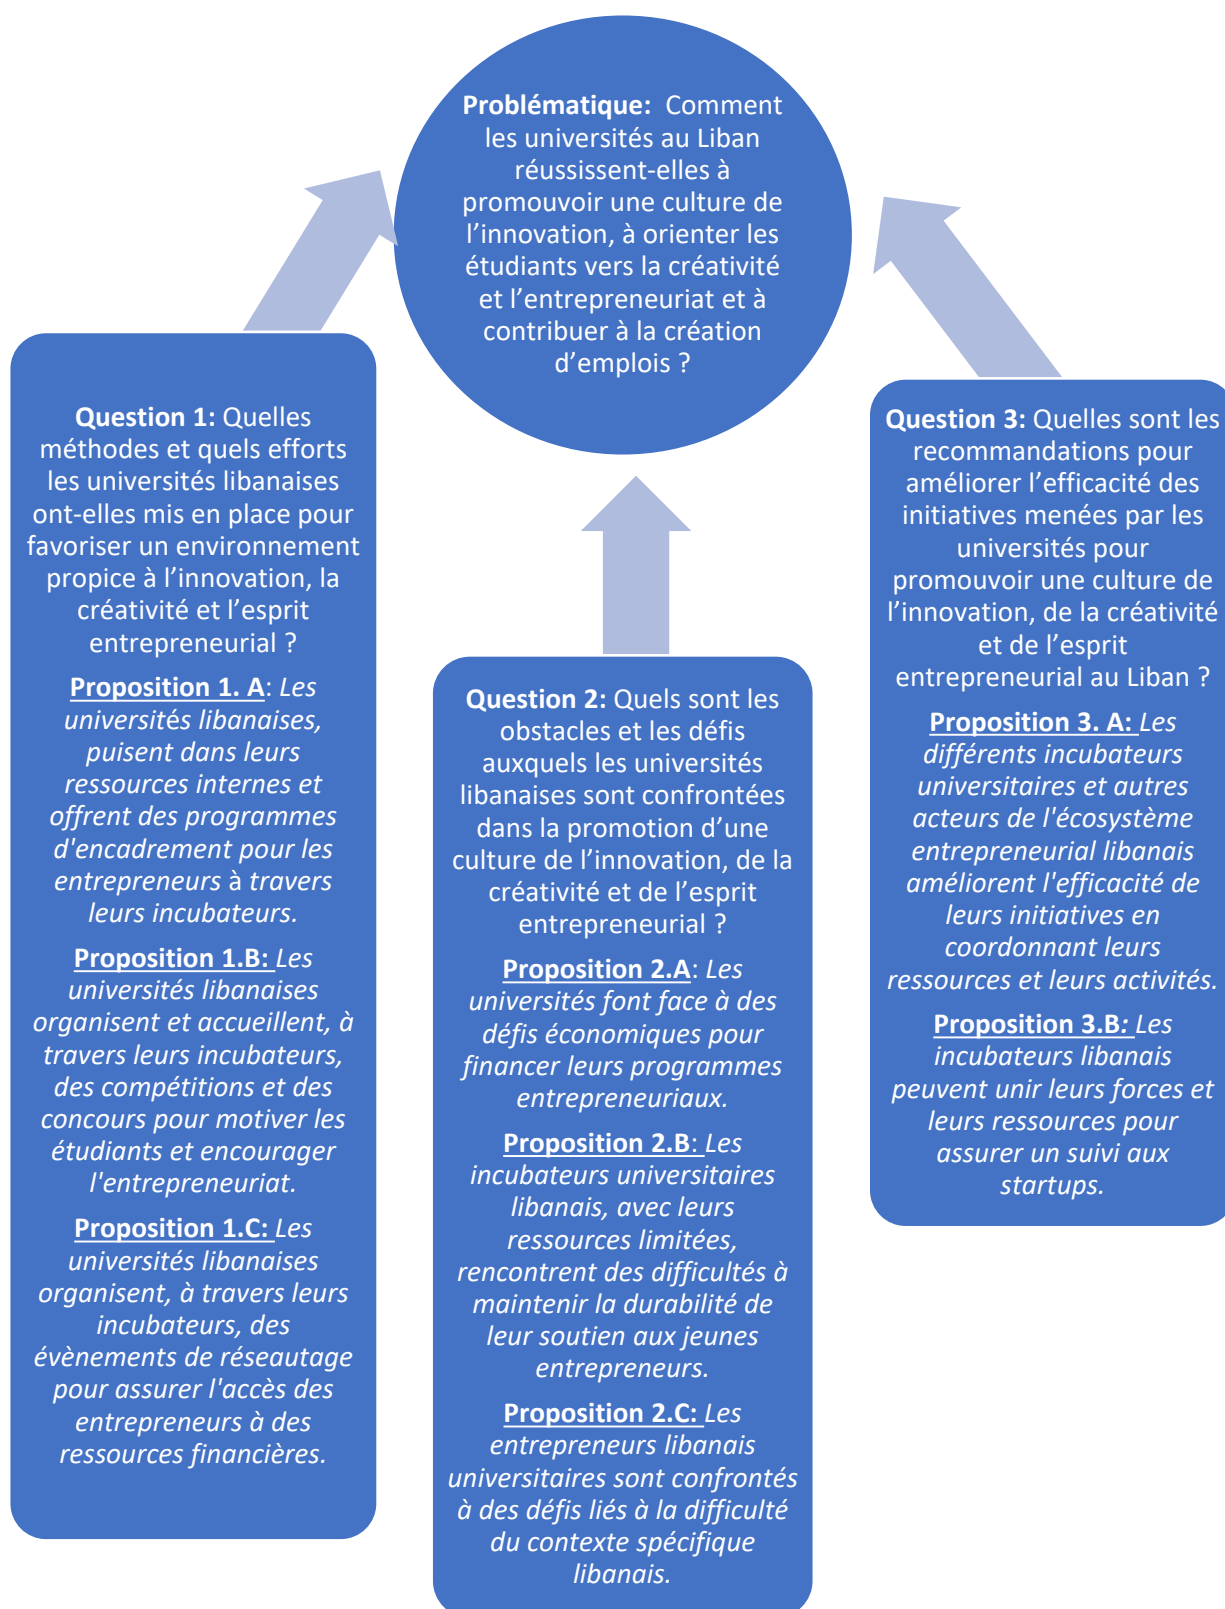 Problématique: Comment
les universités au Liban
réussissent-elles à
promouvoir une culture de
l’innovation, à orienter les
étudiants vers la créativité
et l’entrepreneuriat et à
contribuer à la création
d’emplois ?
Question 1: Quelles
méthodes et quels efforts
les universités libanaises
ont-elles mis en place pour
favoriser un environnement
propice à l’innovation, la
créativité et l’esprit
entrepreneurial ?
Proposition 1. A: Les
universités libanaises,
puisent dans leurs
ressources internes et
offrent des programmes
d'encadrement pour les
entrepreneurs à travers
leurs incubateurs.
Proposition 1.B: Les
universités libanaises
organisent et accueillent, à
travers leurs incubateurs,
des compétitions et des
concours pour motiver les
étudiants et encourager
l'entrepreneuriat.
Proposition 1.C: Les
universités libanaises
organisent, à travers leurs
incubateurs, des
évènements de réseautage
pour assurer l'accès des
entrepreneurs à des
ressources financières.
Question 2: Quels sont les
obstacles et les défis
auxquels les universités
libanaises sont confrontées
dans la promotion d’une
culture de l’innovation, de la
créativité et de l’esprit
entrepreneurial ?
Proposition 2.A: Les
universités font face à des
défis économiques pour
financer leurs programmes
entrepreneuriaux.
Proposition 2.B: Les
incubateurs universitaires
libanais, avec leurs
ressources limitées,
rencontrent des difficultés à
maintenir la durabilité de
leur soutien aux jeunes
entrepreneurs.
Proposition 2.C: Les
entrepreneurs libanais
universitaires sont confrontés
à des défis liés à la difficulté
du contexte spécifique
libanais.
Question 3: Quelles sont les
recommandations pour
améliorer l’efficacité des
initiatives menées par les
universités pour
promouvoir une culture de
l’innovation, de la créativité
et de l’esprit
entrepreneurial au Liban ?
Proposition 3. A: Les
différents incubateurs
universitaires et autres
acteurs de l'écosystème
entrepreneurial libanais
améliorent l'efficacité de
leurs initiatives en
coordonnant leurs
ressources et leurs activités.
Proposition 3.B: Les
incubateurs libanais
peuvent unir leurs forces et
leurs ressources pour
assurer un suivi aux
startups.